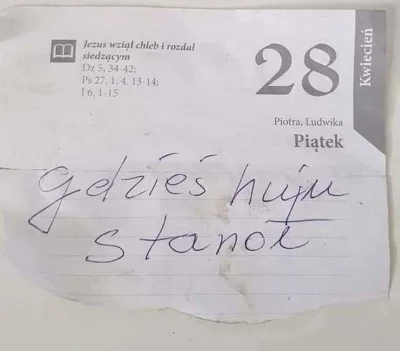 Jezus wziął chleb i rozdał
siedzącym
Dz 5, 34-42;
Ps 27, 1. 4. 13-14;
J 6, 1-15
28
Kwiecień
Piotra, Ludwika
Piątek
gdzieś huju
stanoł